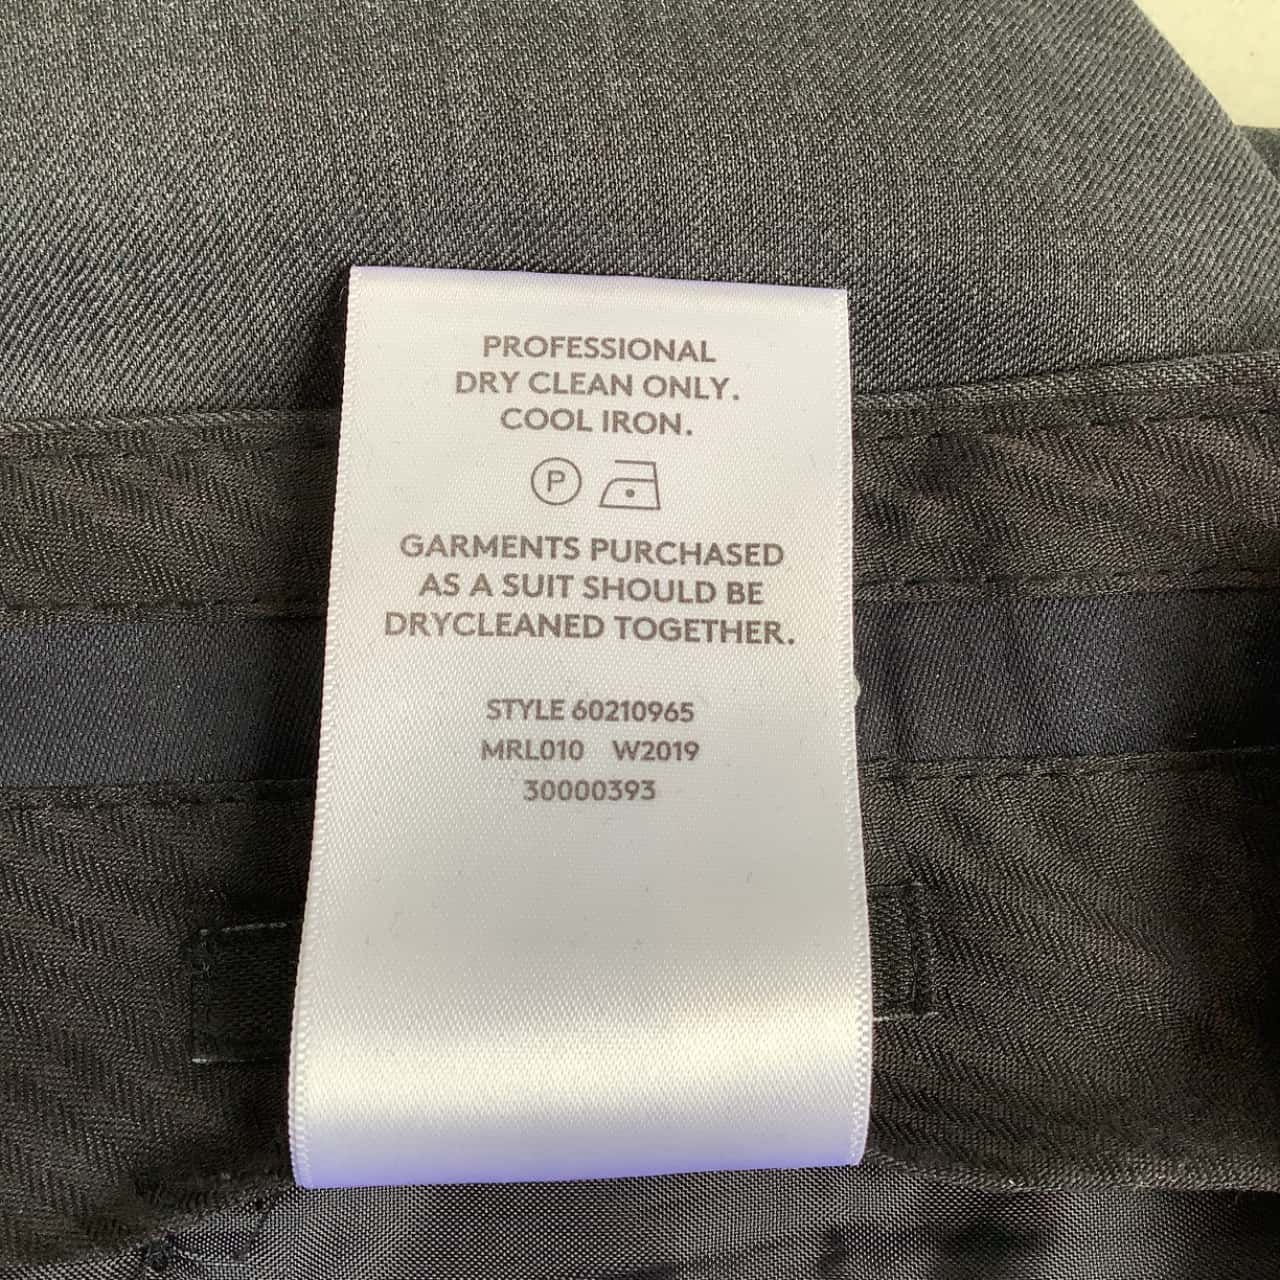 PROFESSIONAL
DRY CLEAN ONLY.
COOL IRON.
P
GARMENTS PURCHASED
AS A SUIT SHOULD BE
DRYCLEANED TOGETHER.
STYLE 60210965
MRL010 W2019
30000393